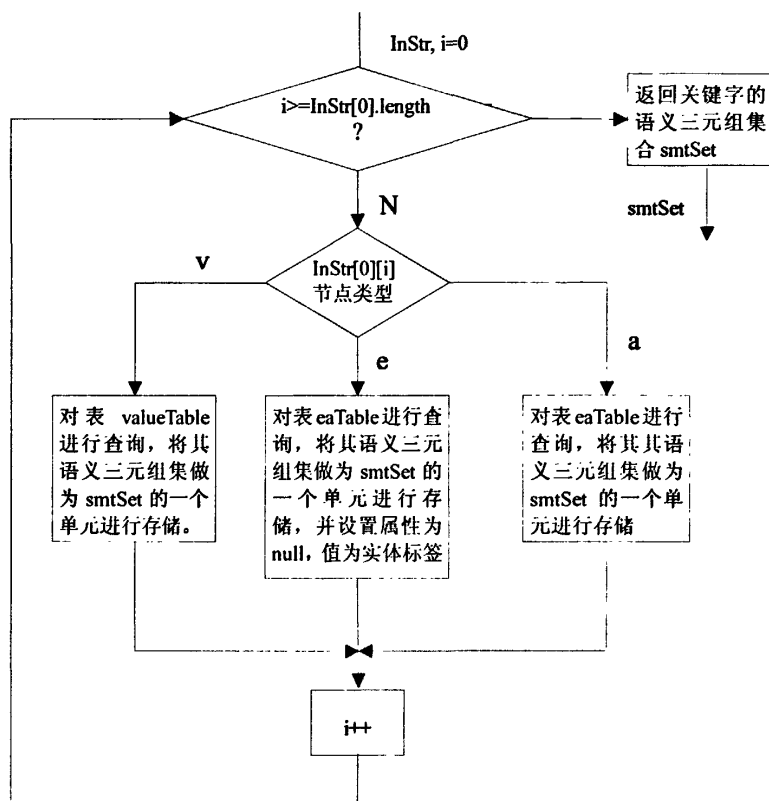 InStr, i=0
i>=InStr[0].length
?
返回关键字的
语义三元组集
合 smtSet
smtSet
N
InStr[0][i]
节点类型
v
e
a
对表 valueTable
进行查询，将其
语义三元组集做
为 smtSet 的一个
单元进行存储。
对表 eaTable 进行查
询，将其语义三元
组集做为 smtSet 的
一个单元进行存
储，并设置属性为
null，值为实体标签
对表 eaTable 进行
查询，将其其语
义三元组集做为
smtSet 的一个单
元进行存储
i++